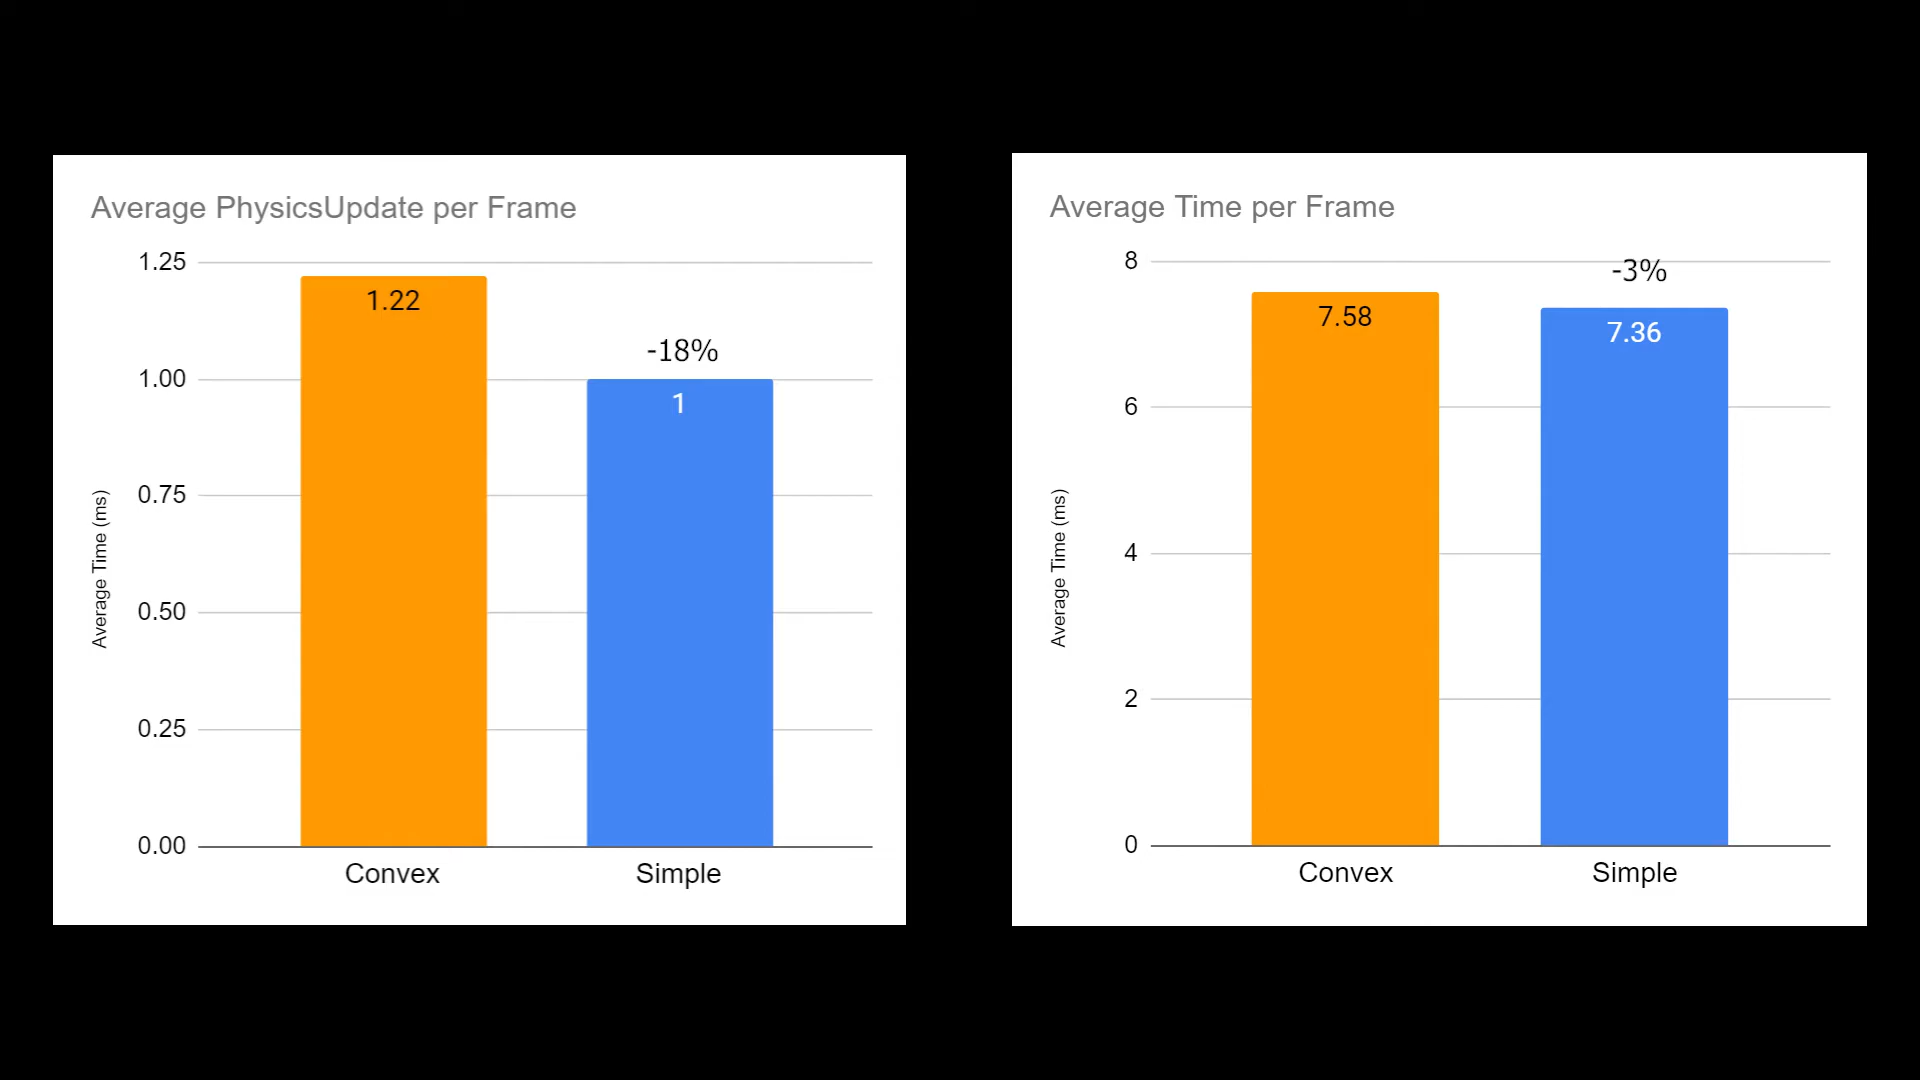 Average PhysicsUpdate per Frame
1.25
1.22
-18%
1.00
1
0.75
Average Time (ms)
0.50
0.25
0.00
Convex
Simple
Average Time per Frame
8
-3%
7.58
7.36
6
Average Time (ms)
4
2
0
Convex
Simple